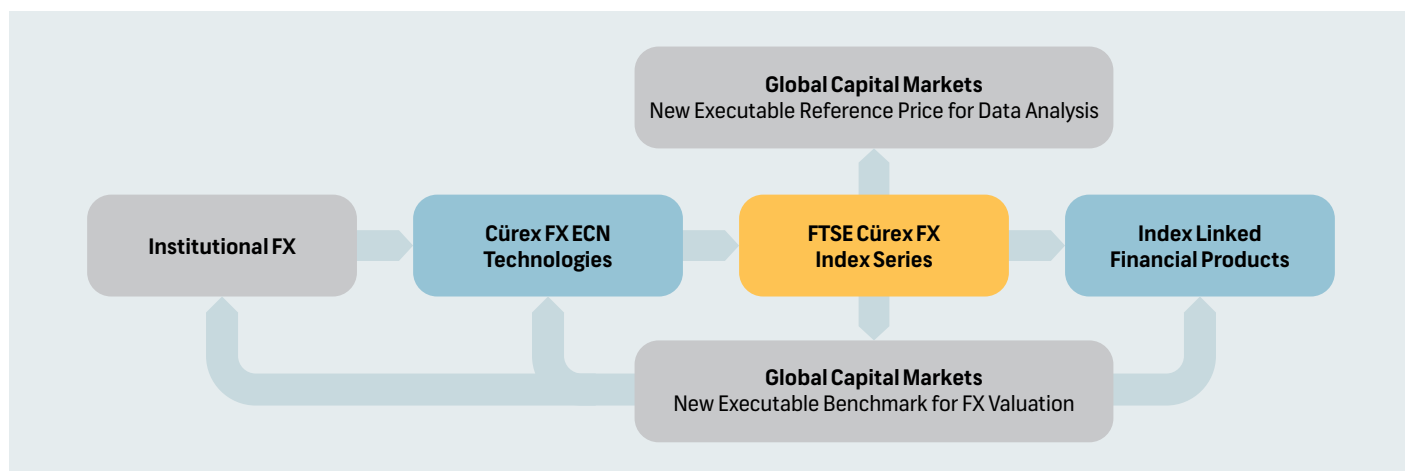 Global Capital Markets
New Executable Reference Price for Data Analysis
Institutional FX
Cürex FX ECN
Technologies
FTSE Cürex FX
Index Series
Index Linked
Financial Products
Global Capital Markets
New Executable Benchmark for FX Valuation